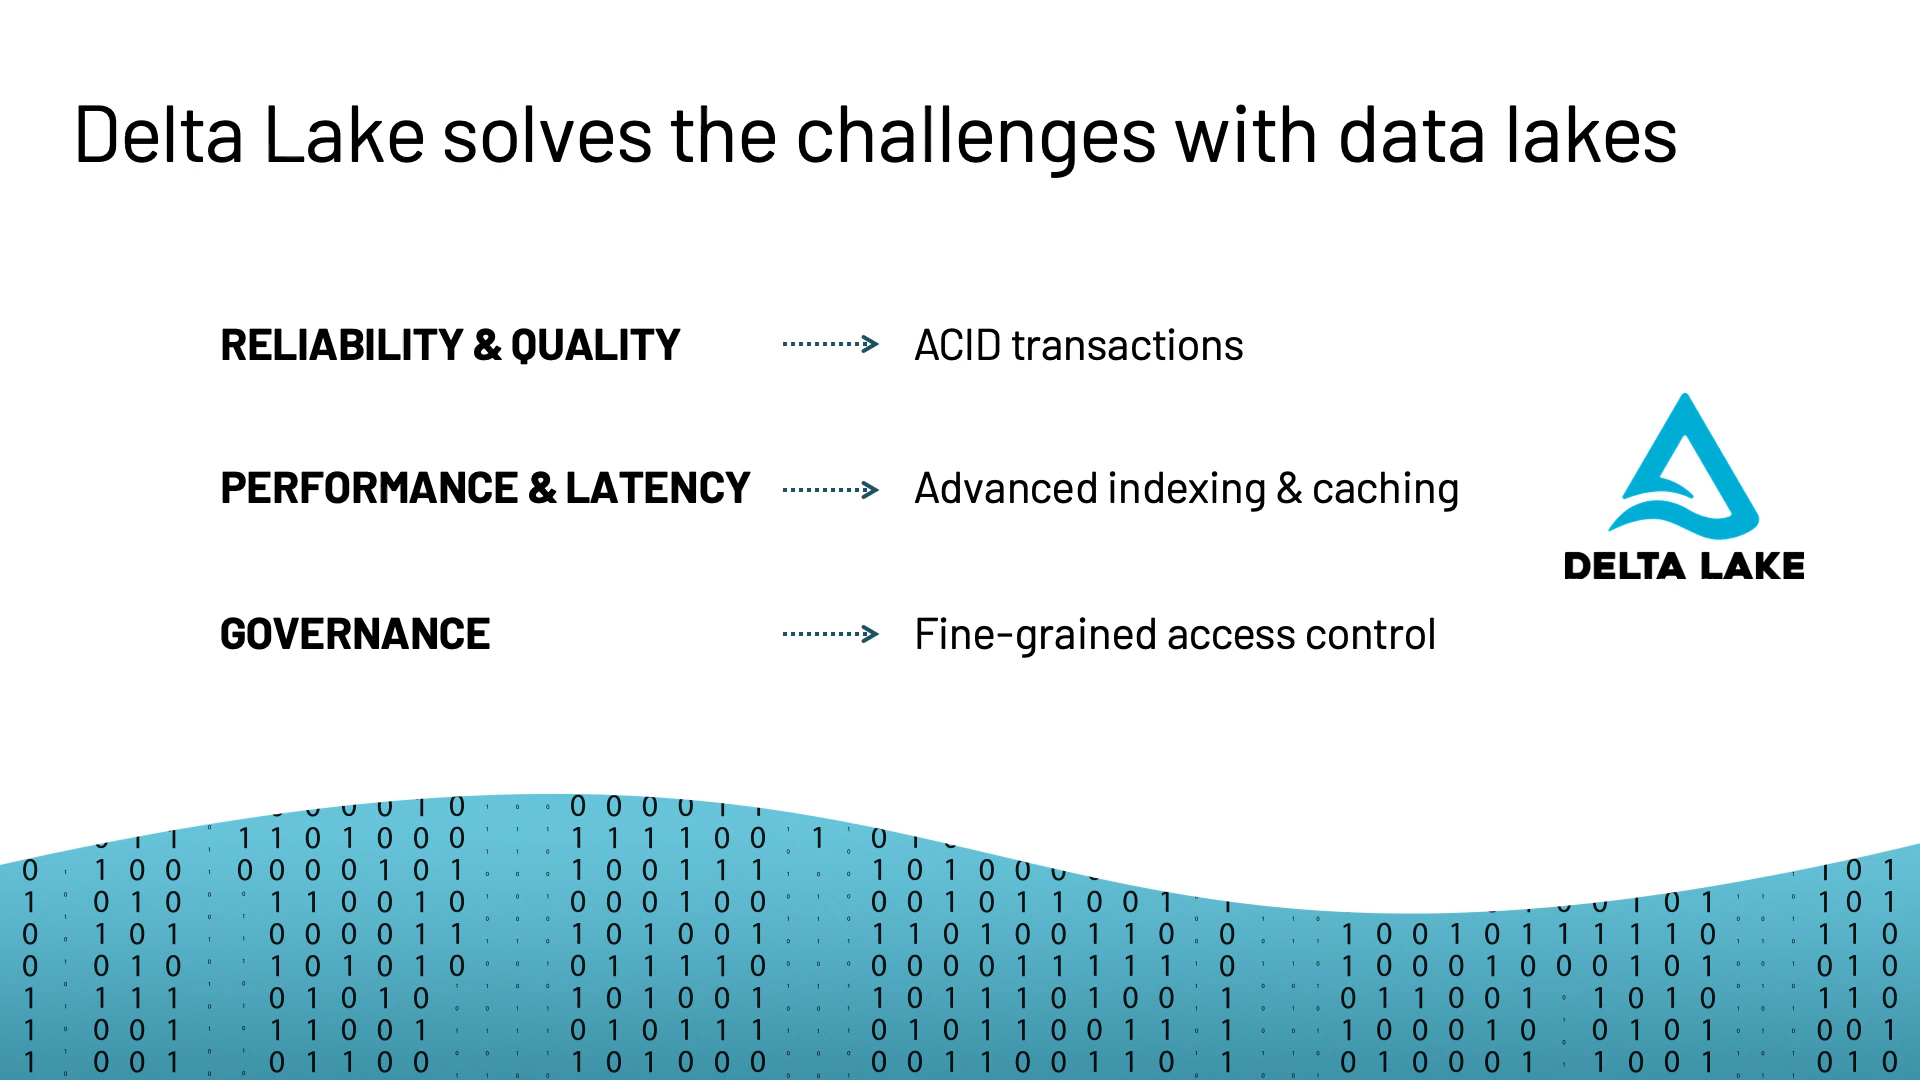 Delta Lake solves the challenges with data lakes
RELIABILITY & QUALITY ACID transactions
PERFORMANCE & LATENCY Advanced indexing & caching
DELTA LAKE
GOVERNANCE Fine-grained access control